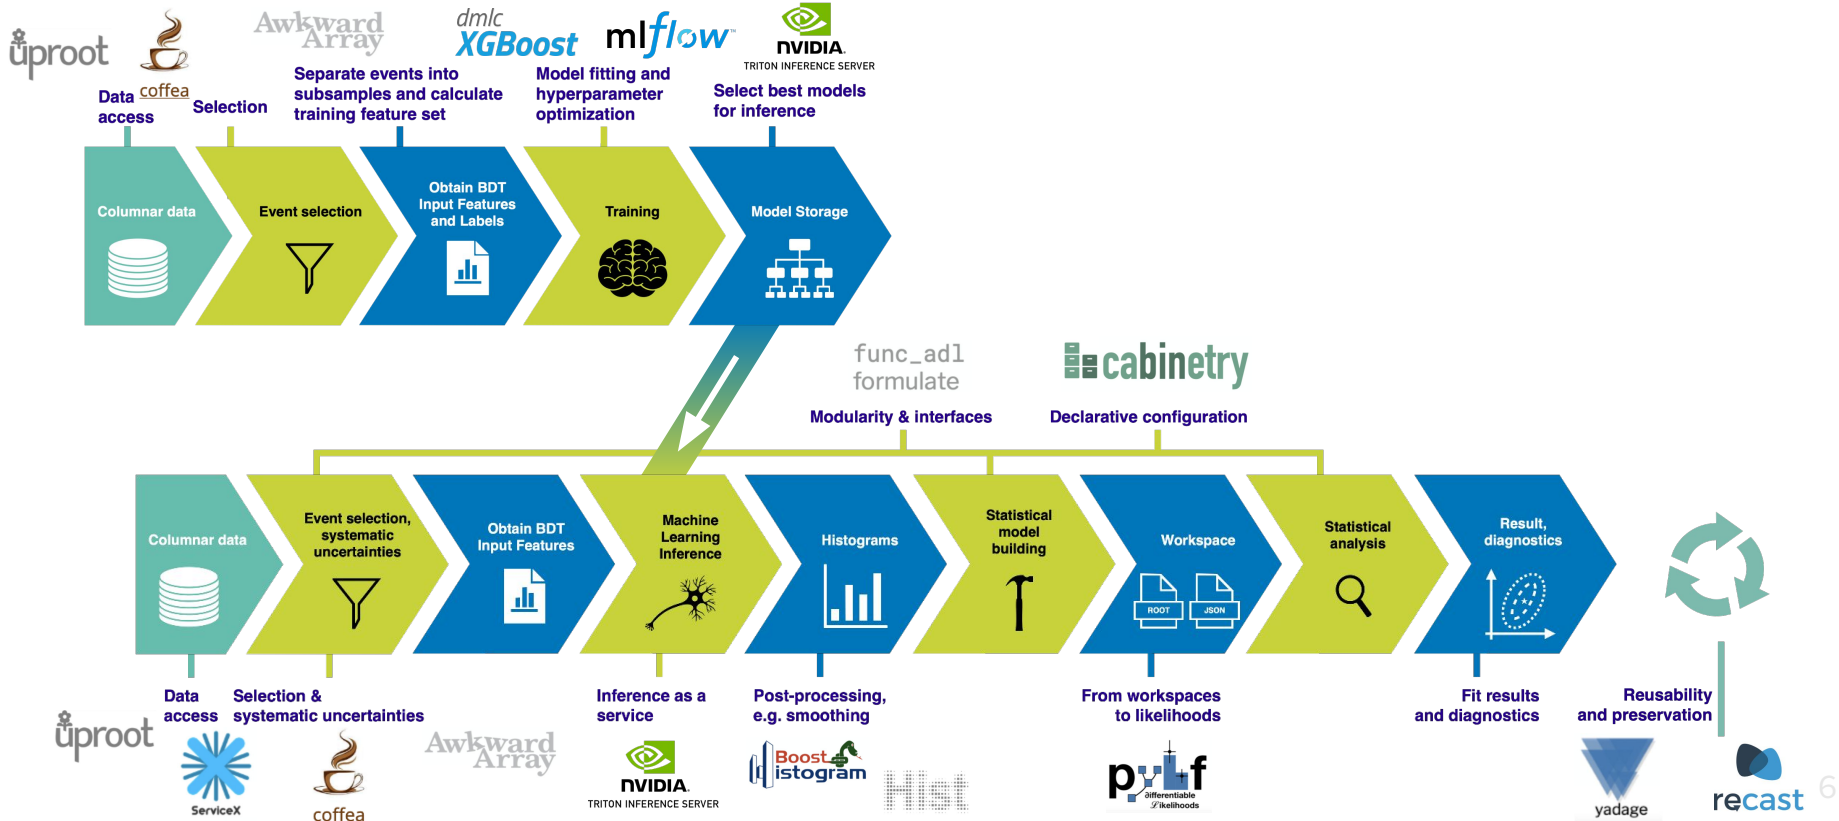 uproot
coffea
Awkward
Array
dmlc
XGBoost
mlflow™
NVIDIA.
TRITON INFERENCE SERVER
Data
access
Selection
Separate events into
subsamples and calculate
training feature set
Model fitting and
hyperparameter
optimization
Select best models
for inference
Columnar data
Event selection
Obtain BDT
Input Features
and Labels
Training
Model Storage
func_adl
formulate
cabinetry
Modularity & interfaces
Declarative configuration
Columnar data
Event selection,
systematic
uncertainties
Obtain BDT
Input Features
Machine
Learning
Inference
Histograms
Statistical
model
building
Workspace
ROOT
JSON
Statistical
analysis
Result,
diagnostics
Data
access
Selection &
systematic uncertainties
Inference as a
service
Post-processing,
e.g. smoothing
From workspaces
to likelihoods
Fit results
and diagnostics
Reusability
and preservation
uproot
ServiceX
coffea
Awkward
Array
NVIDIA.
TRITON INFERENCE SERVER
Boost
Histogram
Hist
pyhf
differentiable
Likelihoods
yadage
recast
6